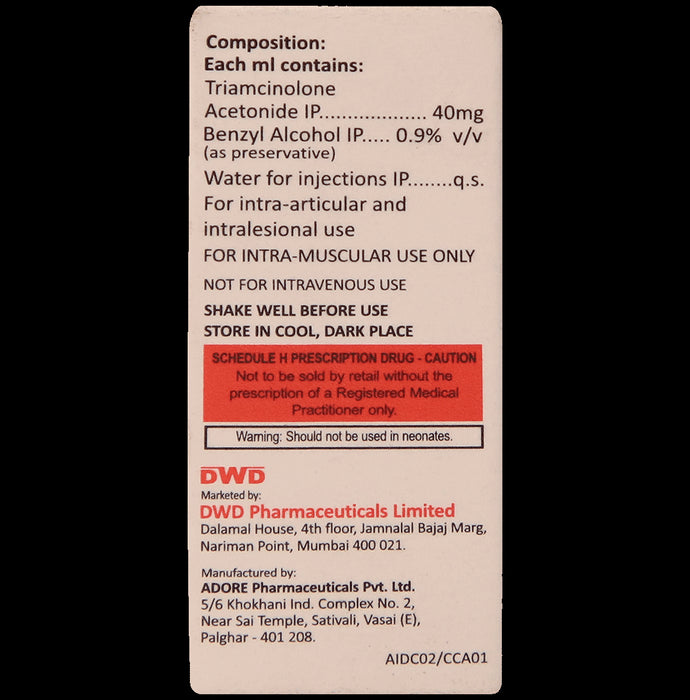 Composition:
Each ml contains:
Triamcinolone
Acetonide IP................... 40mg
Benzyl Alcohol IP..... 0.9% v/v
(as preservative)
Water for injections IP........q.s.
For intra-articular and
intralesional use
FOR INTRA-MUSCULAR USE ONLY
NOT FOR INTRAVENOUS USE
SHAKE WELL BEFORE USE
STORE IN COOL, DARK PLACE
SCHEDULE H PRESCRIPTION DRUG - CAUTION
Not to be sold by retail without the
prescription of a Registered Medical
Practitioner only.
Warning: Should not be used in neonates.
DWD
Marketed by:
DWD Pharmaceuticals Limited
Dalamal House, 4th floor, Jamnalal Bajaj Marg,
Nariman Point, Mumbai 400 021.
Manufactured by:
ADORE Pharmaceuticals Pvt. Ltd.
5/6 Khokhani Ind. Complex No. 2,
Near Sai Temple, Sativali, Vasai (E),
Palghar - 401 208.
AIDC02/CCA01